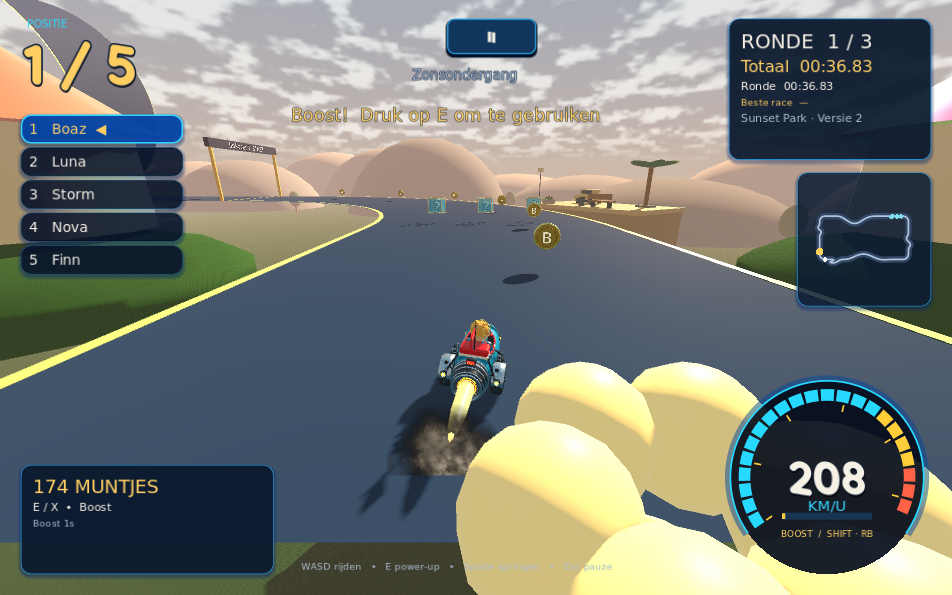 POSITIE
1 / 5
1 Boaz ◀
2 Luna
3 Storm
4 Nova
5 Finn
Zonsondergang
Boost! Druk op E om te gebruiken
RONDE 1 / 3
Totaal 00:36.83
Ronde 00:36.83
Beste race —
Sunset Park · Versie 2
B
B
174 MUNTJES
E / X • Boost
Boost 1s
208
KM/U
BOOST / SHIFT · RB
WASD rijden • E power-up •
pauze